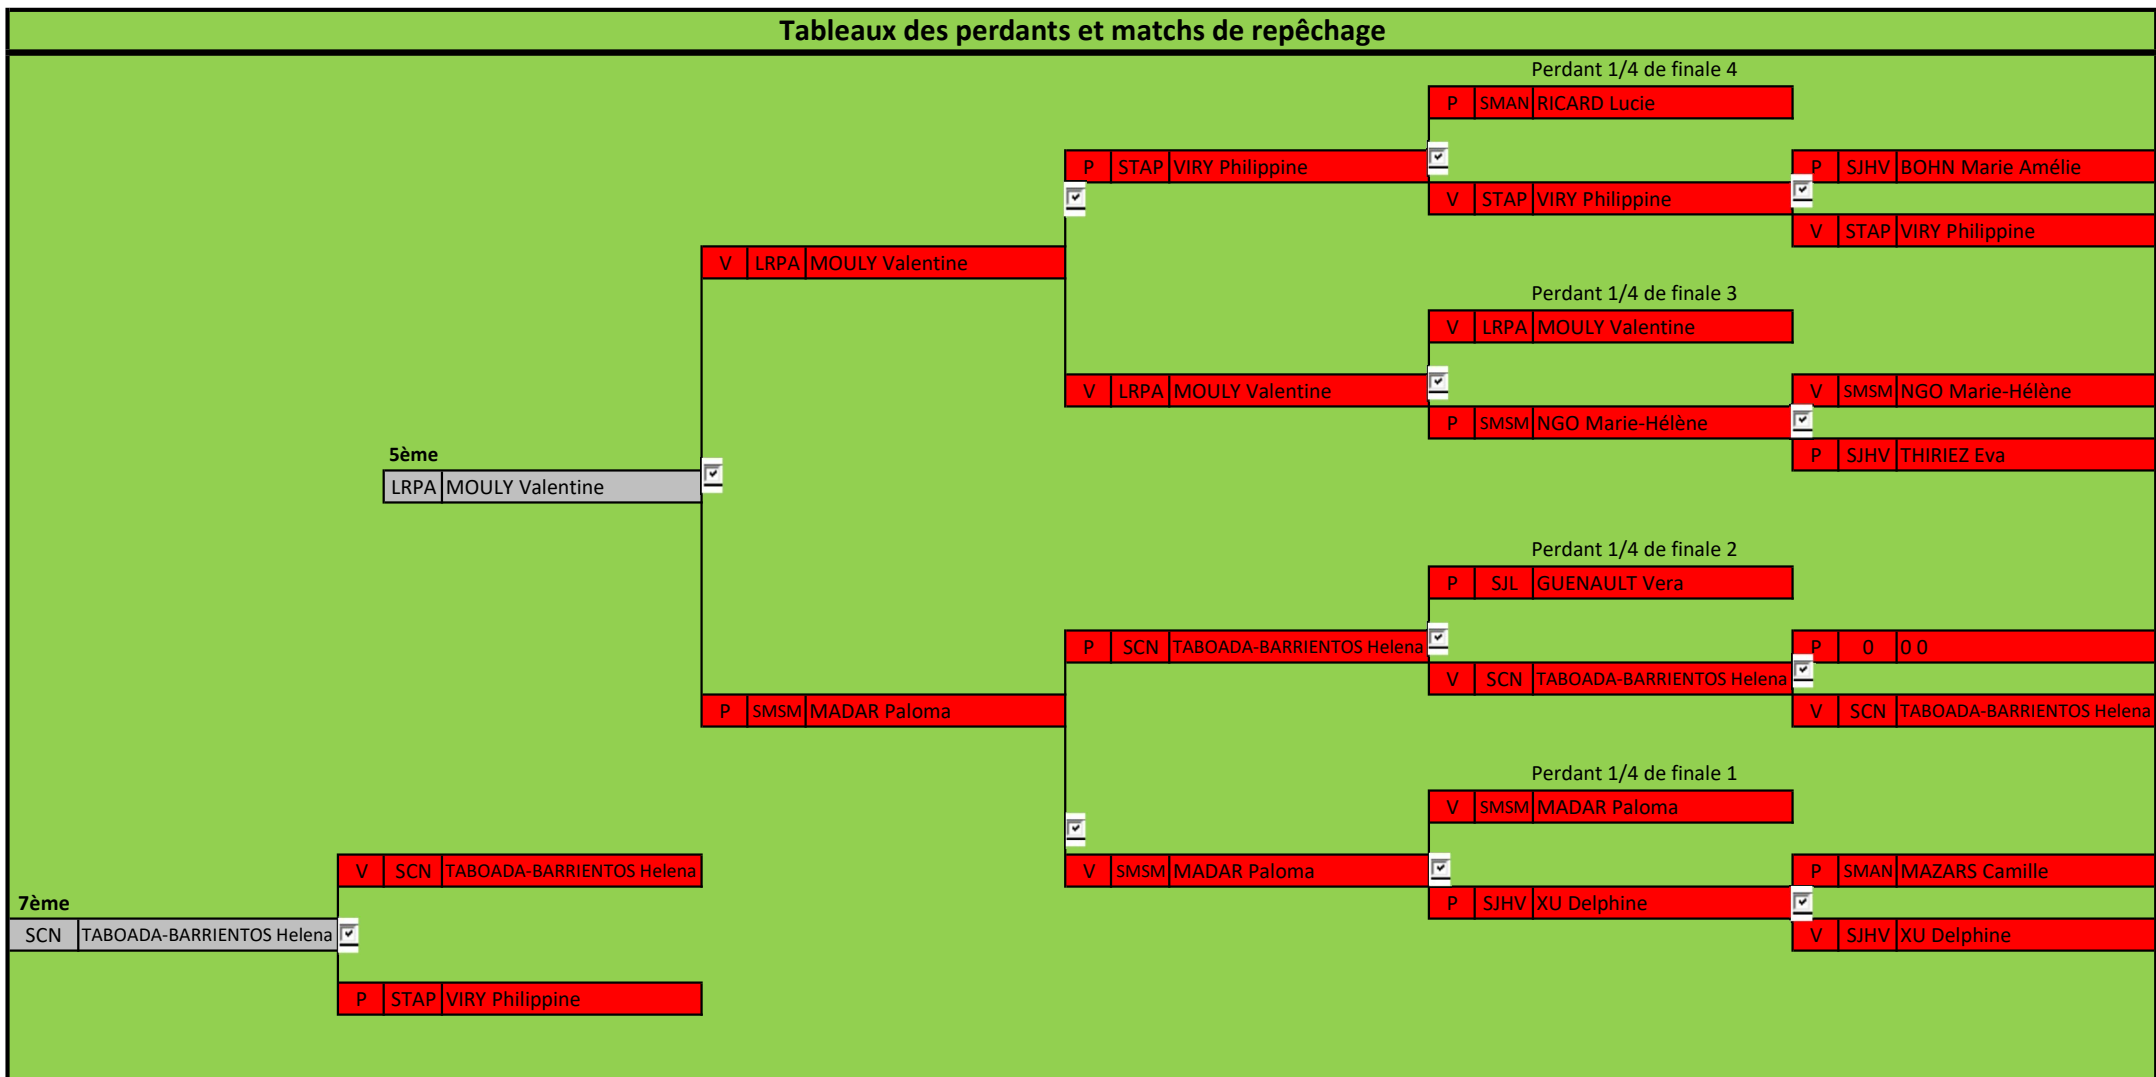 Tableaux des perdants et matchs de repêchage
Perdant 1/4 de finale 4
P SMAN RICARD Lucie
P STAP VIRY Philippine
P SJHV BOHN Marie Amélie
V STAP VIRY Philippine
V STAP VIRY Philippine
V LRPA MOULY Valentine
Perdant 1/4 de finale 3
V LRPA MOULY Valentine
V LRPA MOULY Valentine
V SMSM NGO Marie-Hélène
P SMSM NGO Marie-Hélène
5ème
P SJHV THIRIEZ Eva
LRPA MOULY Valentine
Perdant 1/4 de finale 2
P SJL GUENAULT Vera
P SCN TABOADA-BARRIENTOS Helena
P 0 0 0
V SCN TABOADA-BARRIENTOS Helena
P SMSM MADAR Paloma
V SCN TABOADA-BARRIENTOS Helena
Perdant 1/4 de finale 1
V SMSM MADAR Paloma
V SCN TABOADA-BARRIENTOS Helena
V SMSM MADAR Paloma
P SMAN MAZARS Camille
7ème
P SJHV XU Delphine
SCN TABOADA-BARRIENTOS Helena
V SJHV XU Delphine
P STAP VIRY Philippine